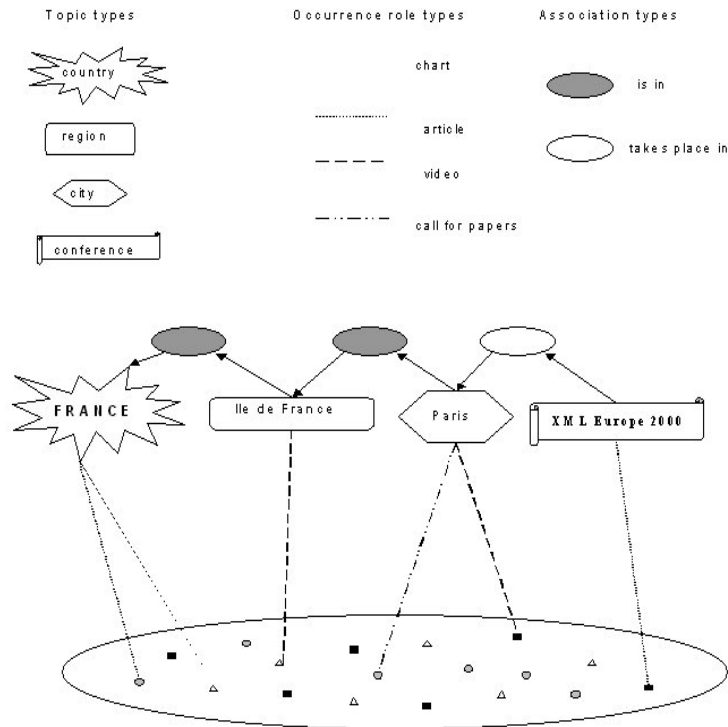 Topic types
Occurrence role types
Association types
country
chart
is in
region
article
takes place in
video
city
call for papers
conference
FRANCE
Ile de France
Paris
XML Europe 2000